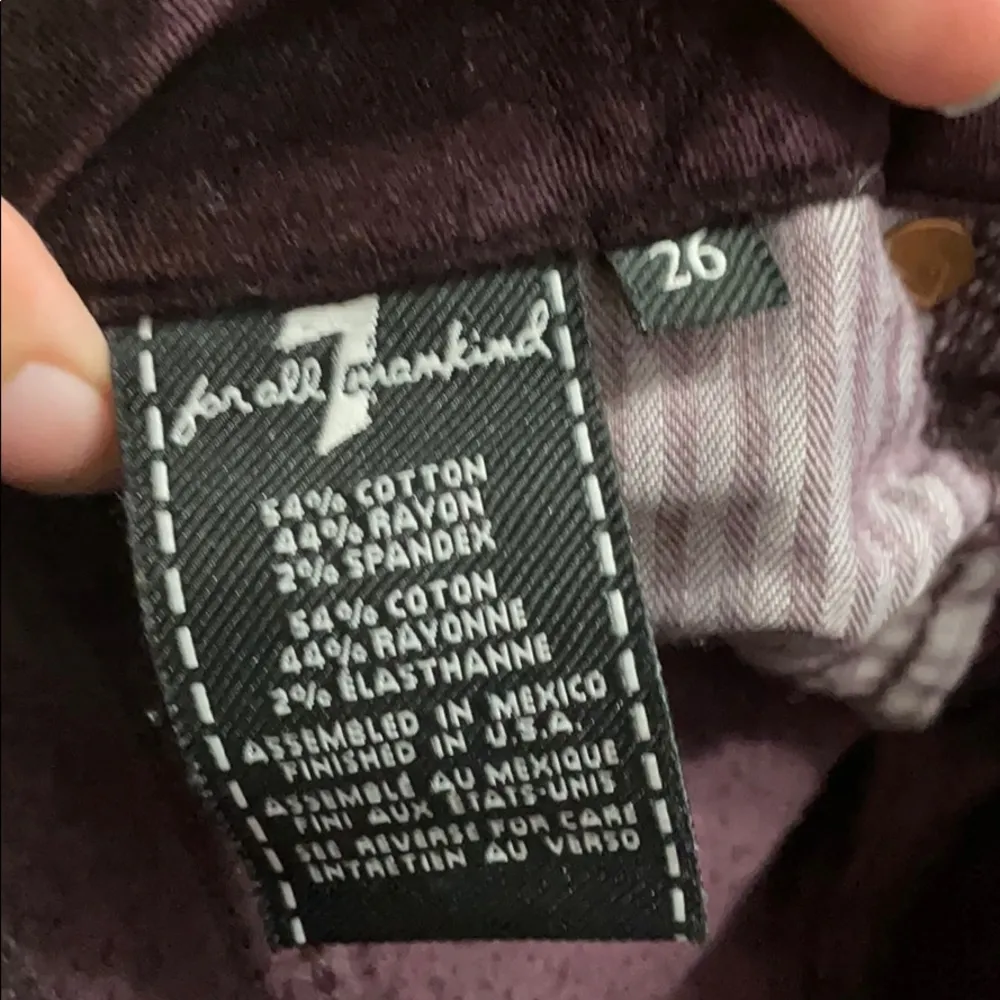 26
for all 7 mankind
54% COTTON
44% RAYON
2% SPANDEX
54% COTON
44% RAYONNE
2% ÉLASTHANNE
ASSEMBLED IN MEXICO
FINISHED IN U.S.A.
ASSEMBLÉ AU MEXIQUE
FINI AUX ÉTATS-UNIS
SEE REVERSE FOR CARE
ENTRETIEN AU VERSO